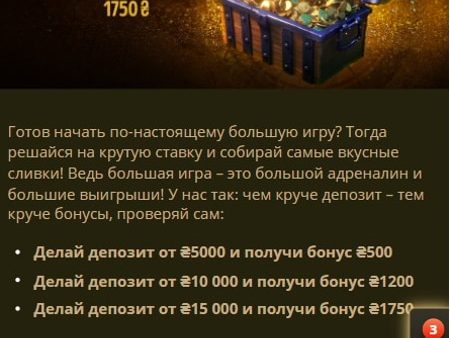 1750 ₴
Готов начать по-настоящему большую игру? Тогда
решайся на крутую ставку и собирай самые вкусные
сливки! Ведь большая игра – это большой адреналин и
большие выигрыши! У нас так: чем круче депозит – тем
круче бонусы, проверяй сам:
• Делай депозит от ₴5000 и получи бонус ₴500
• Делай депозит от ₴10 000 и получи бонус ₴1200
• Делай депозит от ₴15 000 и получи бонус ₴1750
3